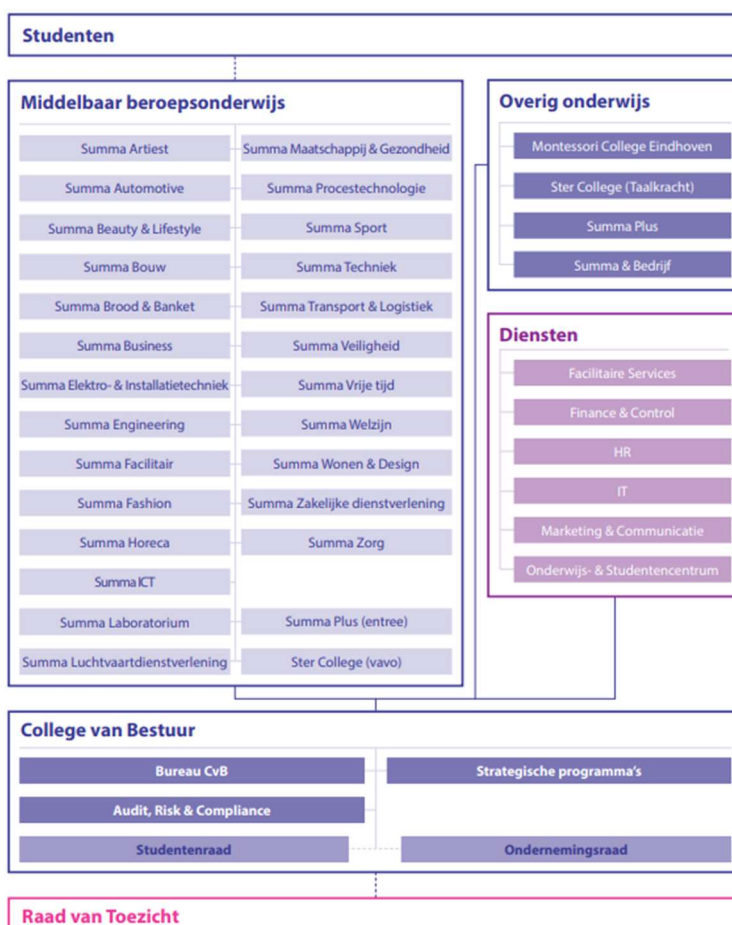 Studenten
Middelbaar beroepsonderwijs
Summa Artiest
Summa Automotive
Summa Beauty & Lifestyle
Summa Bouw
Summa Brood & Banket
Summa Business
Summa Elektro- & Installatietechniek
Summa Engineering
Summa Facilitair
Summa Fashion
Summa Horeca
Summa ICT
Summa Laboratorium
Summa Luchtvaartdienstverlening
Summa Maatschappij & Gezondheid
Summa Procestechnologie
Summa Sport
Summa Techniek
Summa Transport & Logistiek
Summa Veiligheid
Summa Vrije tijd
Summa Welzijn
Summa Wonen & Design
Summa Zakelijke dienstverlening
Summa Zorg
Summa Plus (entree)
Ster College (vavo)
Overig onderwijs
Montessori College Eindhoven
Ster College (Taalkracht)
Summa Plus
Summa & Bedrijf
Diensten
Facilitaire Services
Finance & Control
HR
IT
Marketing & Communicatie
Onderwijs- & Studentencentrum
College van Bestuur
Bureau CvB
Strategische programma's
Audit, Risk & Compliance
Studentenraad
Ondernemingsraad
Raad van Toezicht